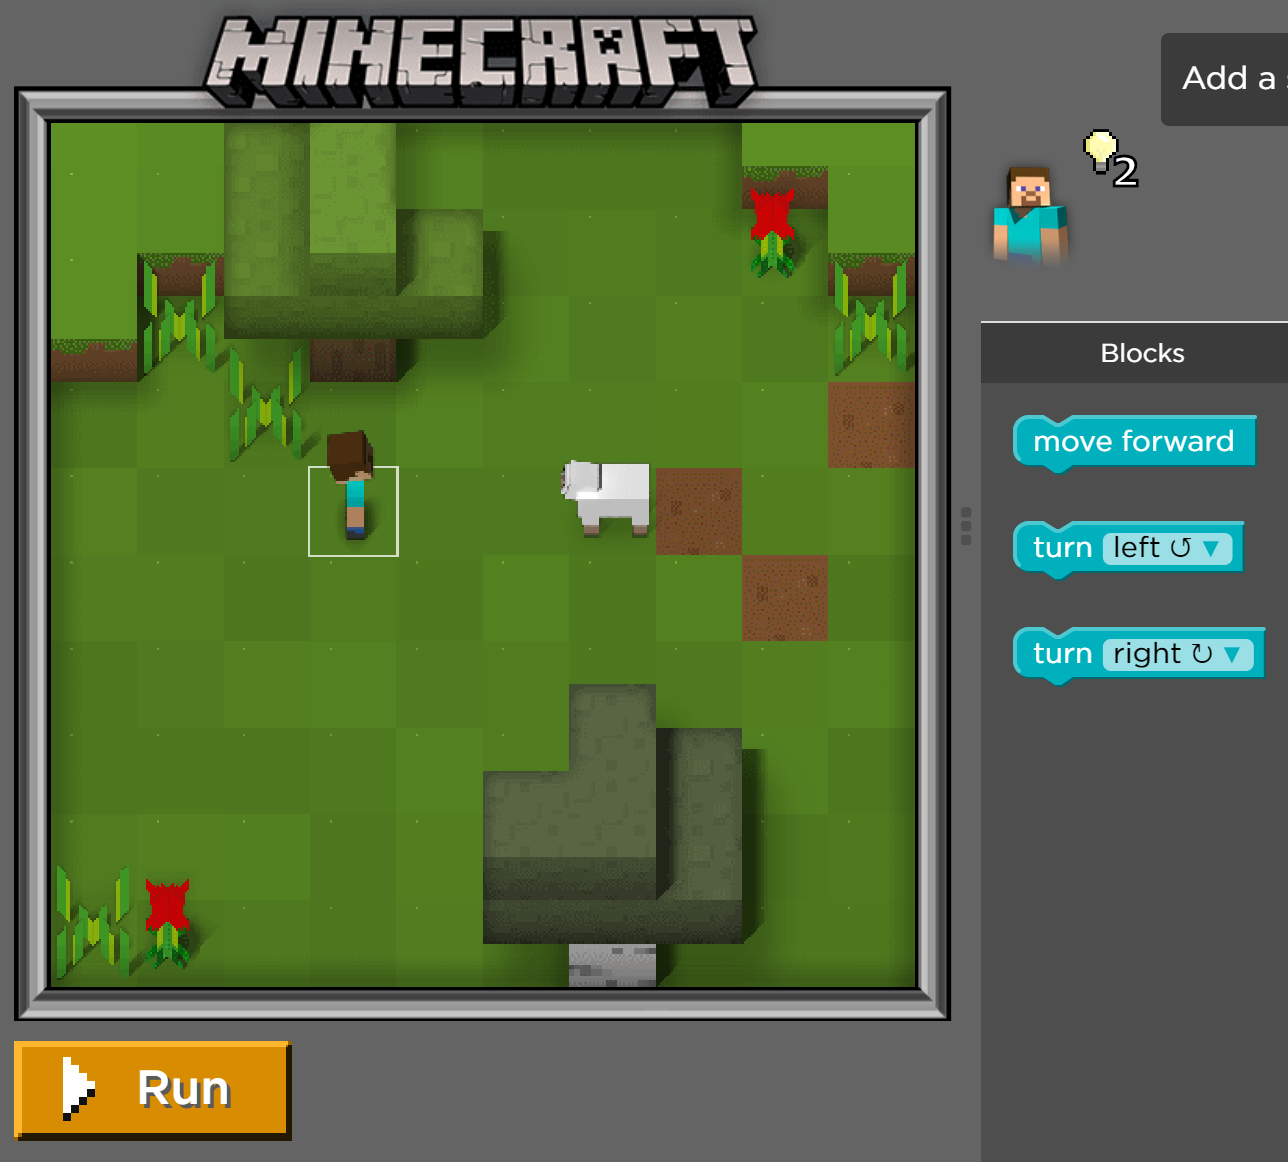 MINECRAFT
Add a
2
Blocks
move forward
turn left ↺ ▼
turn right ↻ ▼
Run